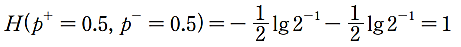 H(p⁺ = 0.5, p⁻ = 0.5) = − 1/2 lg 2⁻¹ − 1/2 lg 2⁻¹ = 1